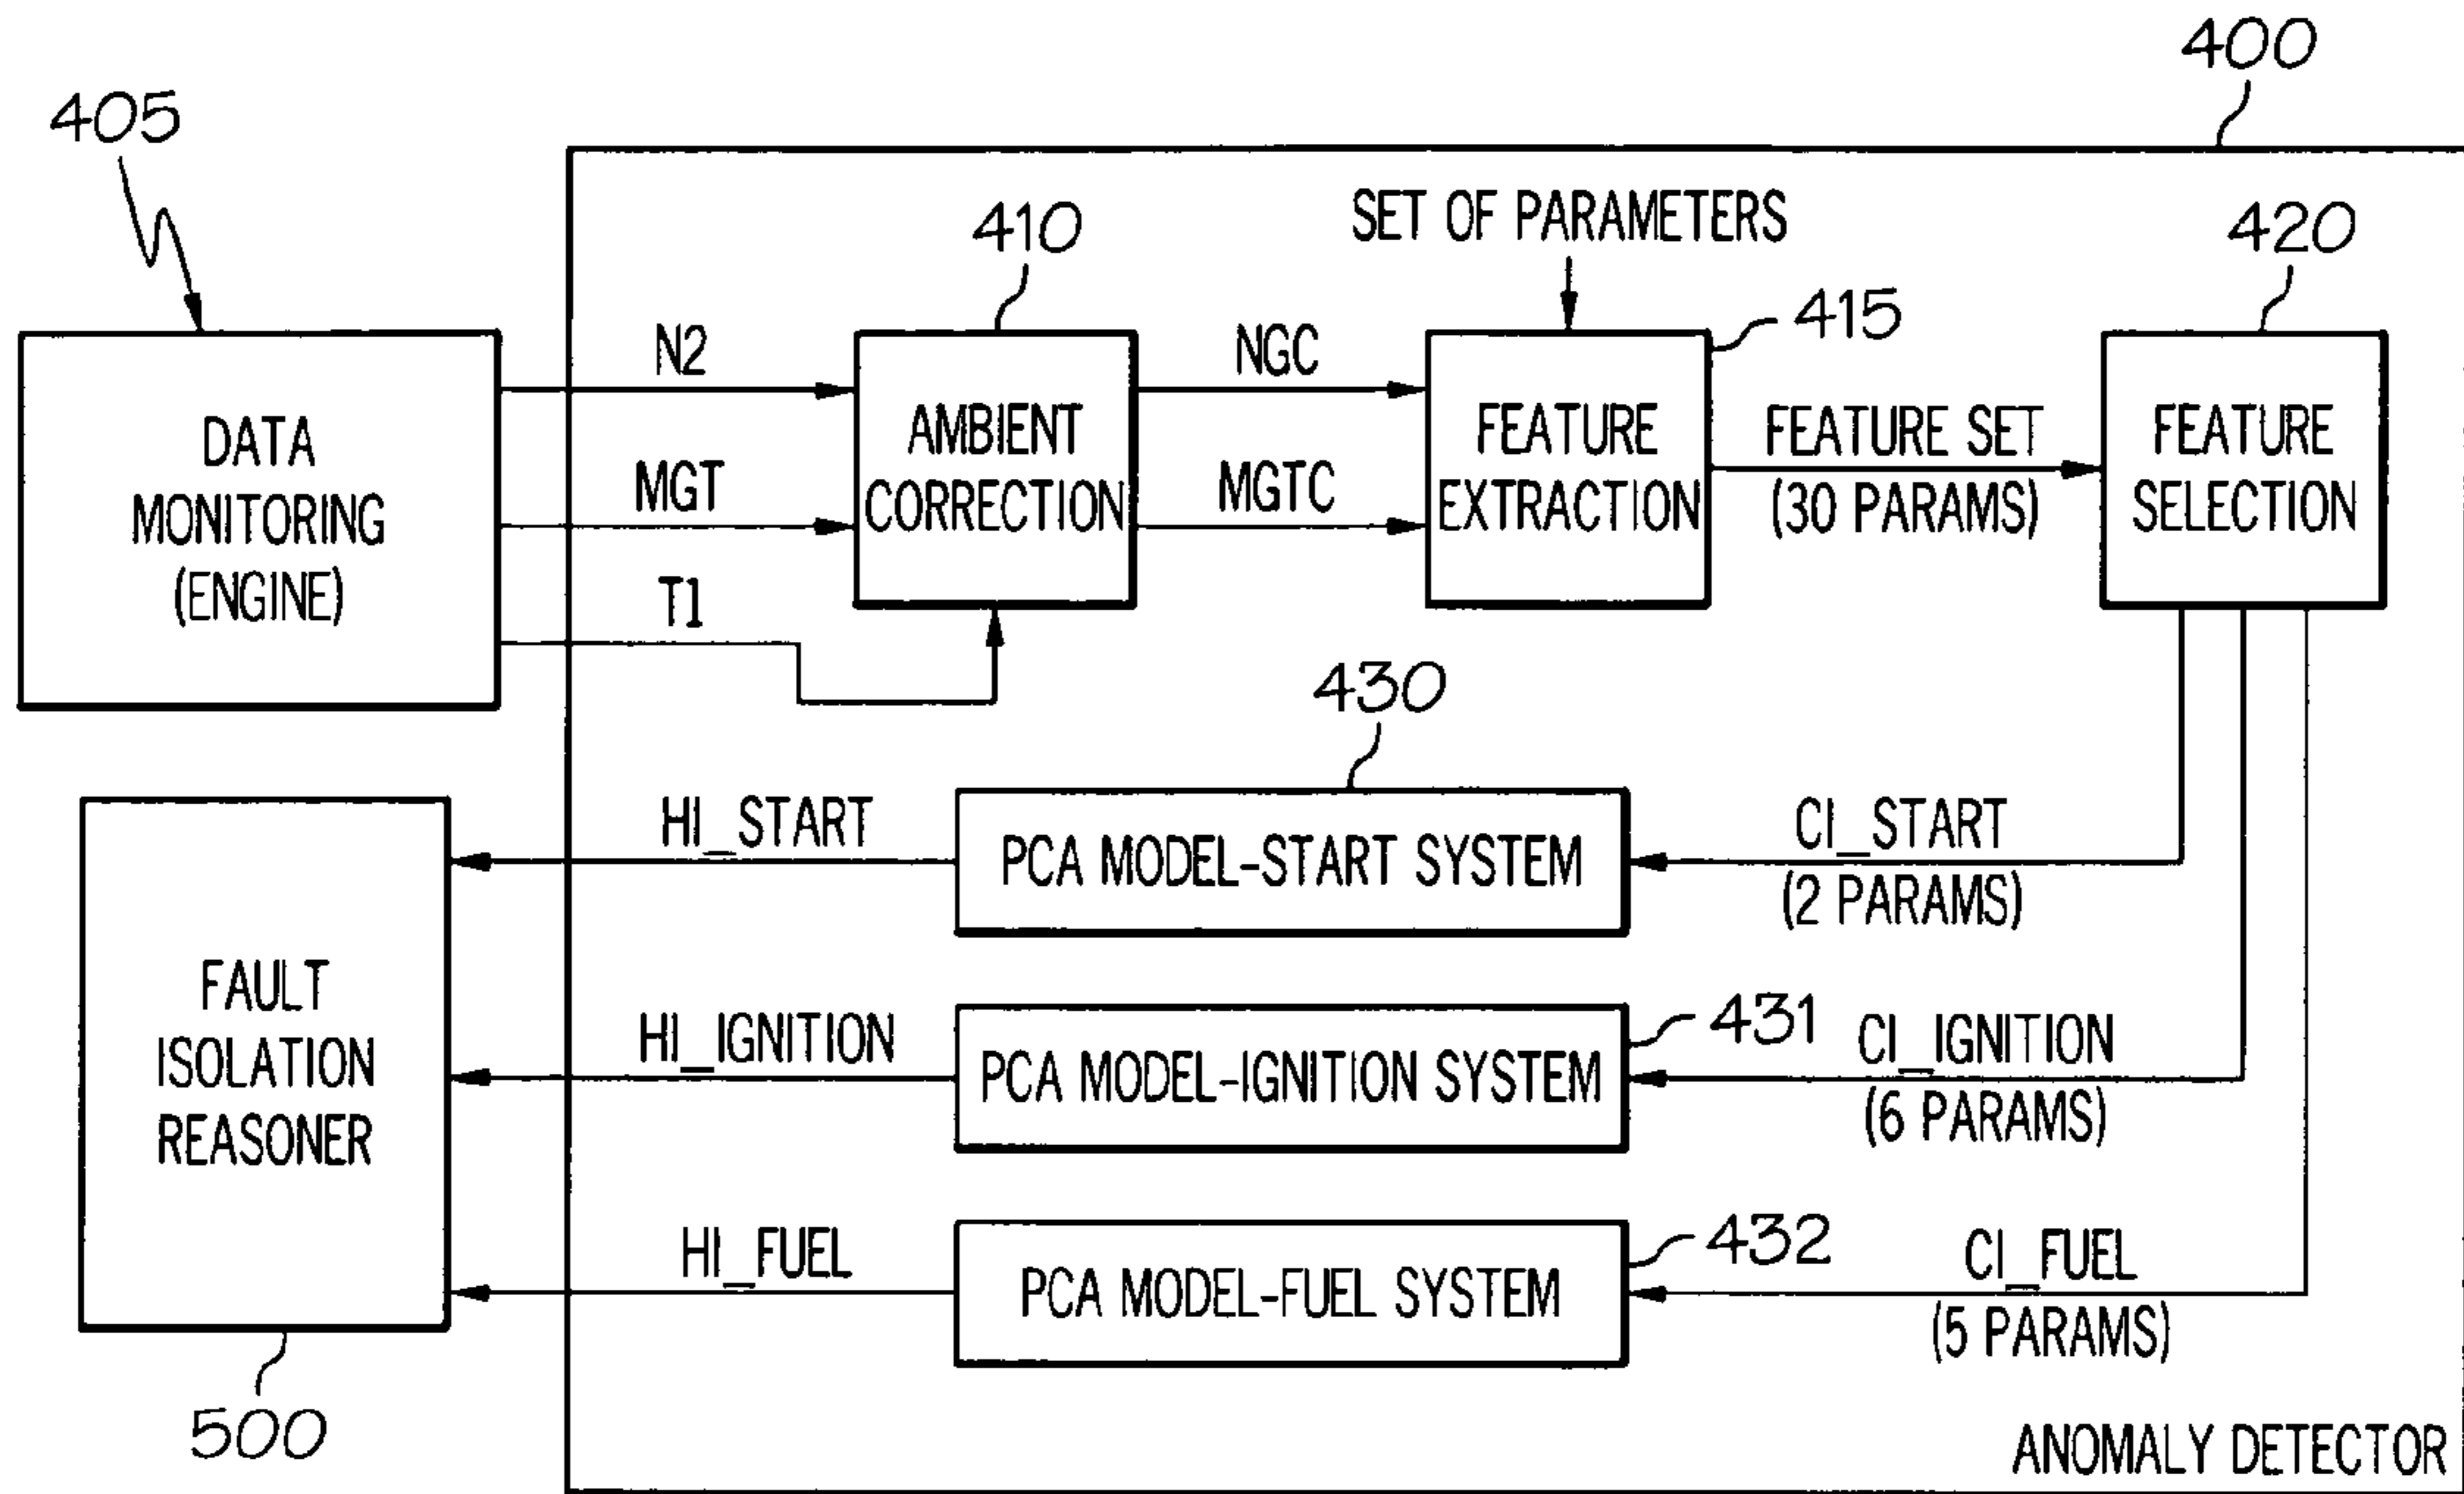 400
405
SET OF PARAMETERS
410
420
415
N2
NGC
DATA
MONITORING
(ENGINE)
MGT
T1
AMBIENT
CORRECTION
MGTC
FEATURE
EXTRACTION
FEATURE SET
(30 PARAMS)
FEATURE
SELECTION
430
HI_START
PCA MODEL-START SYSTEM
CI_START
(2 PARAMS)
FAULT
ISOLATION
REASONER
HI_IGNITION
PCA MODEL-IGNITION SYSTEM
431
CI_IGNITION
(6 PARAMS)
HI_FUEL
PCA MODEL-FUEL SYSTEM
432
CI_FUEL
(5 PARAMS)
500
ANOMALY DETECTOR